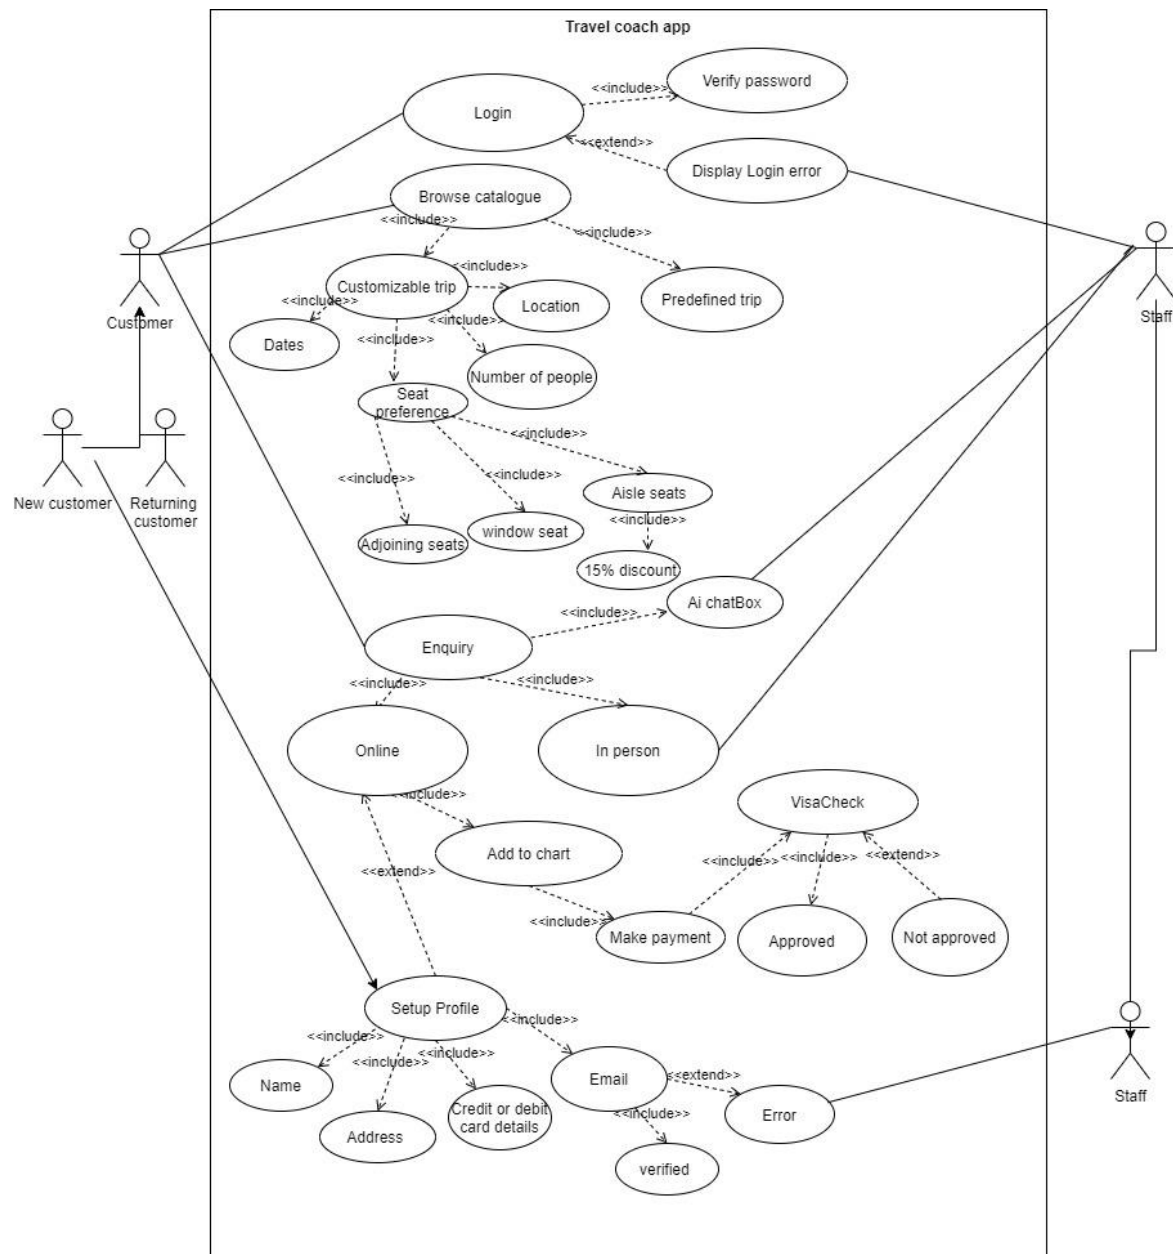 Travel coach app
Verify password
<<include>>
Login
<<extend>>
Display Login error
Browse catalogue
<<include>>
<<include>>
Customizable trip
<<include>>
<<include>>
Location
Predefined trip
<<include>>
<<include>>
Dates
Number of people
Seat
preference
<<include>>
<<include>>
<<include>>
Aisle seats
<<include>>
Adjoining seats
window seat
15% discount
Customer
Staff
New customer
Returning
customer
Ai chatBox
<<include>>
Enquiry
<<include>>
<<include>>
Online
In person
<<include>>
VisaCheck
Add to chart
<<include>>
<<include>>
<<extend>>
<<extend>>
<<include>>
Make payment
Approved
Not approved
Setup Profile
<<include>>
<<include>>
<<include>>
<<include>>
Name
Email
<<extend>>
Error
Staff
Credit or debit
card details
<<include>>
Address
verified